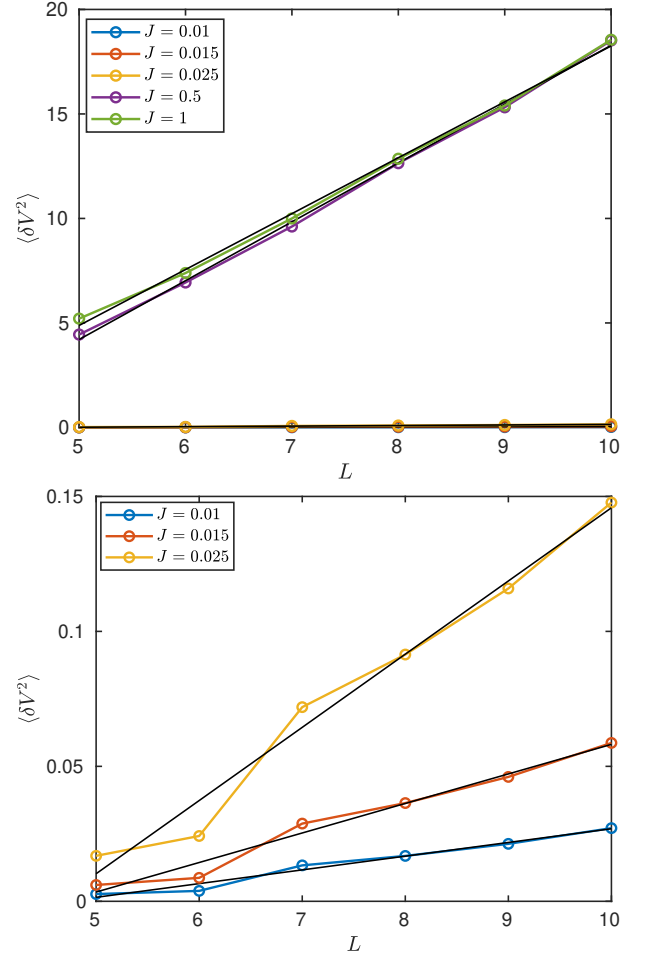 20
15
10
5
0
⟨δV²⟩
J = 0.01
J = 0.015
J = 0.025
J = 0.5
J = 1
5 6 7 8 9 10
L
0.15
0.1
0.05
0
⟨δV²⟩
J = 0.01
J = 0.015
J = 0.025
5 6 7 8 9 10
L